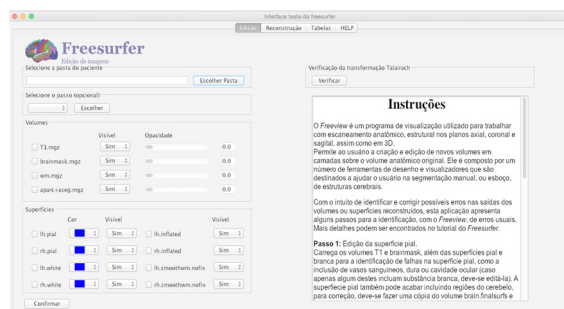 Interface teste do freesurfer
Edição Reconstrução Tabelas HELP
Freesurfer
Edição de imagens
Selecione a pasta do paciente
Escolher Pasta
Selecione o passo (opcional)
Escolher
Volumes
Visivel Opacidade
T1.mgz Sim 0.0
brainmask.mgz Sim 0.0
wm.mgz Sim 0.0
aparc+aseg.mgz Sim 0.0
Superfícies
Cor Visivel Visivel
lh.pial Sim lh.inflated Sim
rh.pial Sim rh.inflated Sim
lh.white Sim lh.smoothwm.nofix Sim
rh.white Sim rh.smoothwm.nofix Sim
Confirmar
Verificação da transformação Talairach
Verificar
Instruções
O Freeview é um programa de visualização utilizado para trabalhar
com escaneamento anatômico, estrutural nos planos axial, coronal e
sagital, assim como em 3D.
Permite ao usuário a criação e edição de novos volumes em
camadas sobre o volume anatômico original. Ele é composto por um
número de ferramentas de desenho e visualizadores que são
destinados a ajudar o usuário na segmentação manual, ou esboço,
de estruturas cerebrais.
Com o intuito de identificar e corrigir possíveis erros nas saídas dos
volumes ou superfícies reconstruídos, esta aplicação apresenta
alguns passos para a identificação, com o Freeview, de erros usuais.
Mais detalhes podem ser encontrados no tutorial do Freesurfer.
Passo 1: Edição da superfície pial.
Carrega os volumes T1 e brainmask, além das superfícies pial e
branca para a identificação de falhas na superfície pial, como a
inclusão de vasos sanguíneos, dura ou cavidade ocular (caso
apenas algum destes incluam substância branca, deve-se editá-la). A
superfiecie pial também pode acabar incluindo regiões do cerebelo,
para correção, deve-se fazer uma cópia do volume brain.finalsurfs e